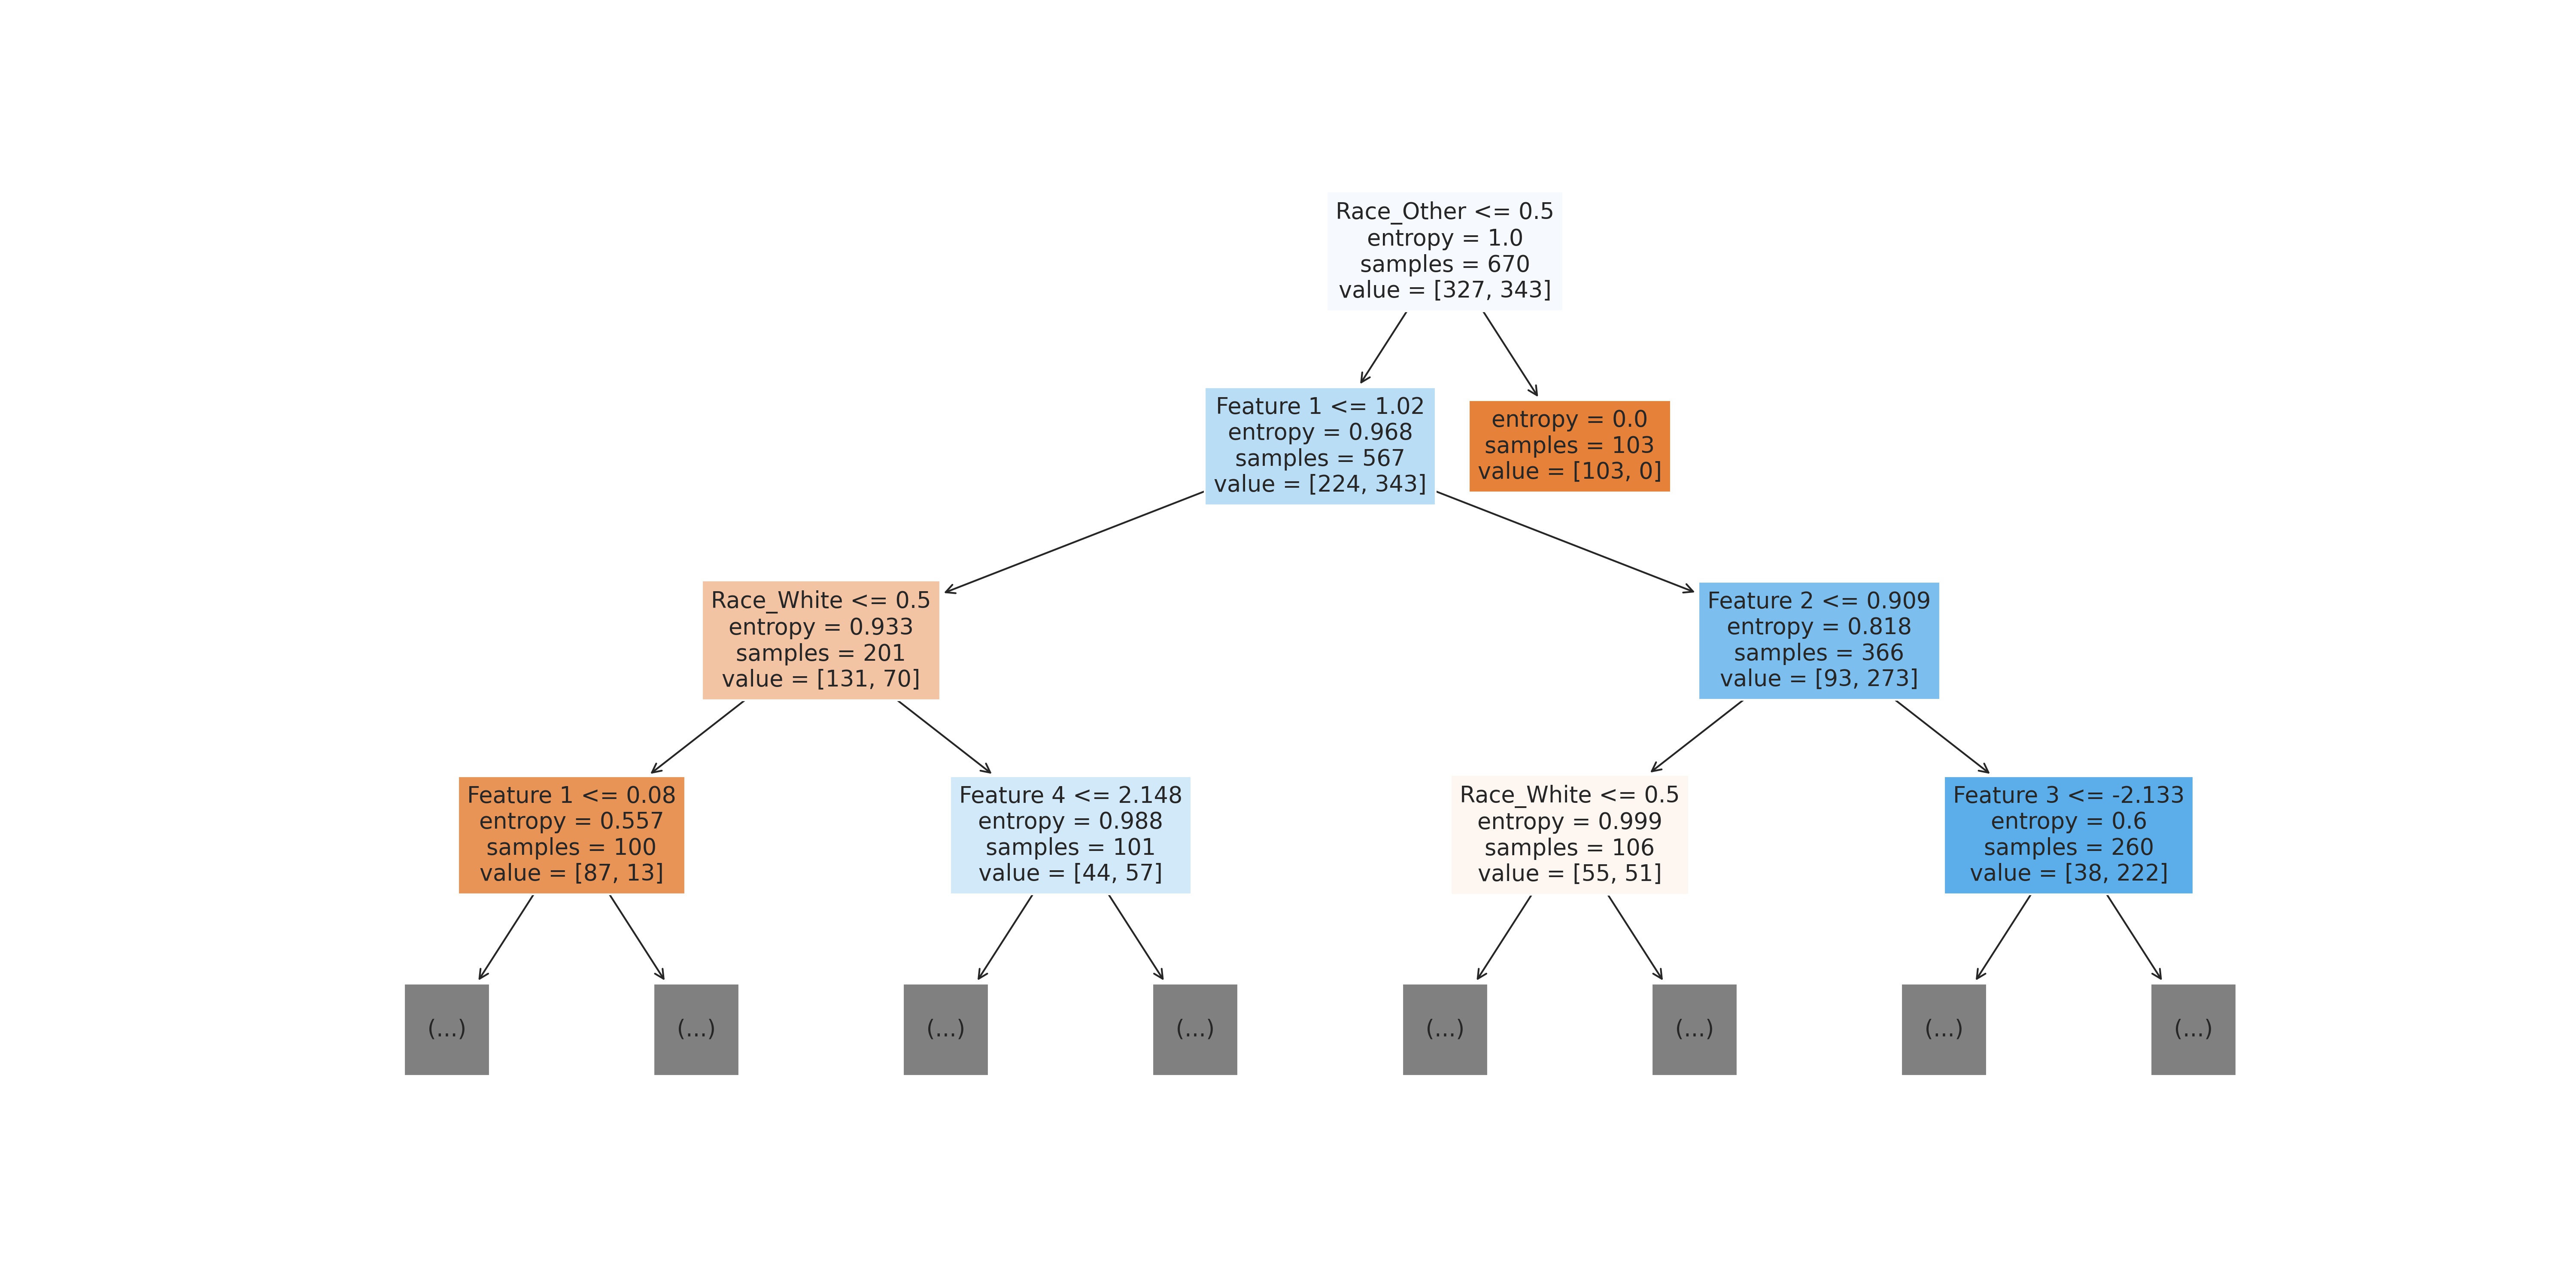 Race_Other <= 0.5
entropy = 1.0
samples = 670
value = [327, 343]
Feature 1 <= 1.02
entropy = 0.968
samples = 567
value = [224, 343]
entropy = 0.0
samples = 103
value = [103, 0]
Race_White <= 0.5
entropy = 0.933
samples = 201
value = [131, 70]
Feature 2 <= 0.909
entropy = 0.818
samples = 366
value = [93, 273]
Feature 1 <= 0.08
entropy = 0.557
samples = 100
value = [87, 13]
Feature 4 <= 2.148
entropy = 0.988
samples = 101
value = [44, 57]
Race_White <= 0.5
entropy = 0.999
samples = 106
value = [55, 51]
Feature 3 <= -2.133
entropy = 0.6
samples = 260
value = [38, 222]
(...)
(...)
(...)
(...)
(...)
(...)
(...)
(...)